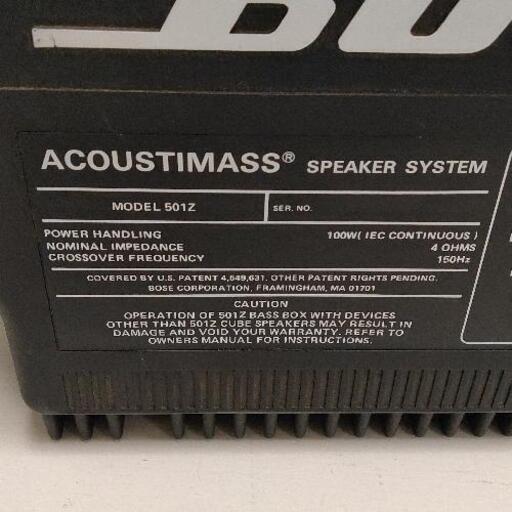 ACOUSTIMASS® SPEAKER SYSTEM
MODEL 501Z
SER. NO.
POWER HANDLING 100W( IEC CONTINUOUS )
NOMINAL IMPEDANCE 4 OHMS
CROSSOVER FREQUENCY 150Hz
COVERED BY U.S. PATENT 4,549,631. OTHER PATENT RIGHTS PENDING.
BOSE CORPORATION, FRAMINGHAM, MA 01701
CAUTION
OPERATION OF 501Z BASS BOX WITH DEVICES
OTHER THAN 501Z CUBE SPEAKERS MAY RESULT IN
DAMAGE AND VOID YOUR WARRANTY. REFER TO
OWNERS MANUAL FOR INSTRUCTIONS.